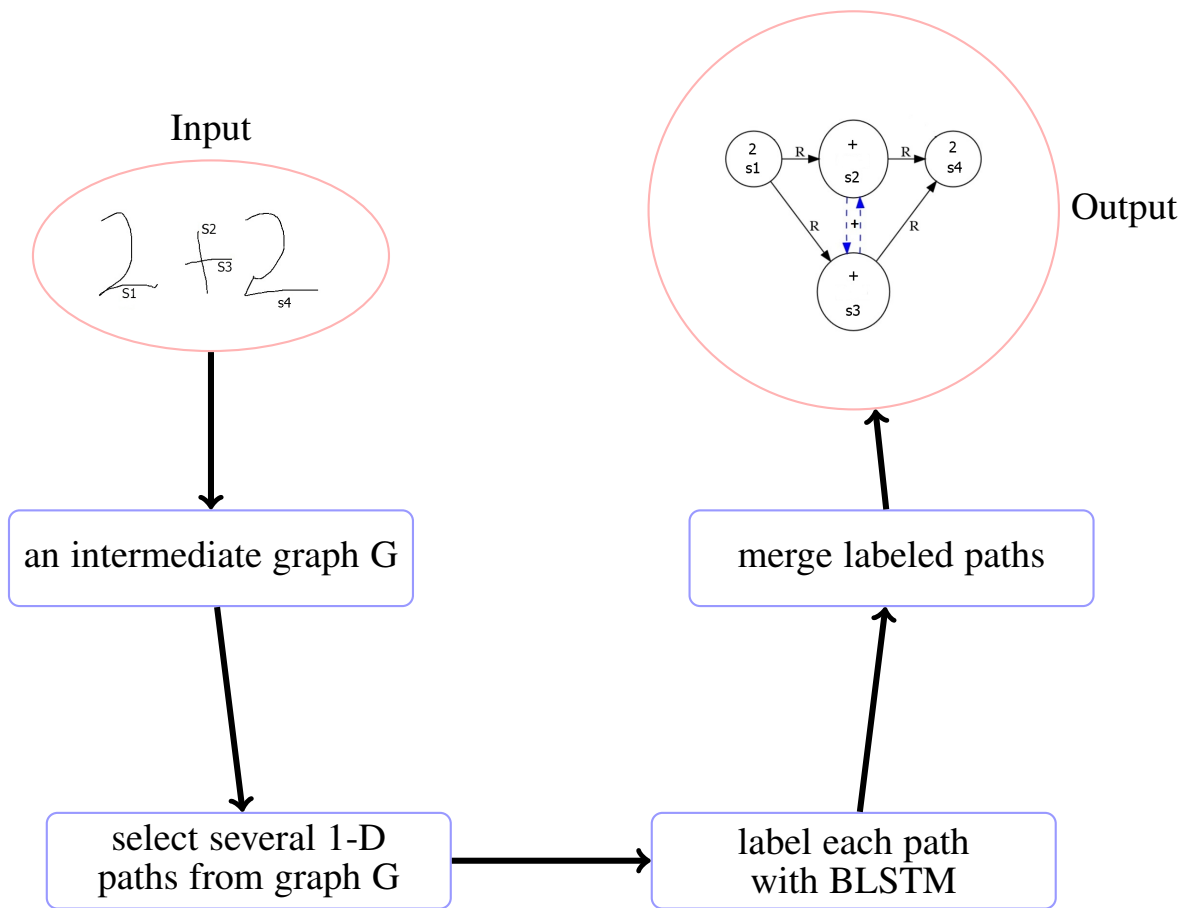 Input
2 + 2
S1
S2
S3
s4
an intermediate graph G
select several 1-D
paths from graph G
label each path
with BLSTM
merge labeled paths
Output
2
s1
R
+
s2
R
2
s4
R
+
R
+
s3